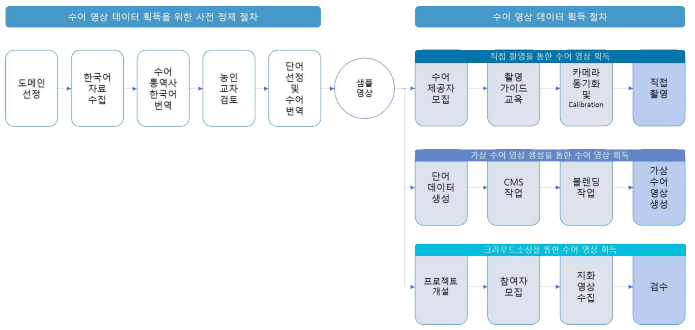 수어 영상 데이터 획득을 위한 사전 정제 절차
도메인
선정
한국어
자료
수집
수어
통역사
한국어
번역
농인
교차
검토
단어
선정
및
수어
번역
샘플
영상
수어 영상 데이터 획득 절차
직접 촬영을 통한 수어 영상 획득
수어
제공자
모집
촬영
가이드
교육
카메라
동기화
및
Calibration
직접
촬영
가상 수어 영상 생성을 통한 수어 영상 획득
단어
데이터
생성
CMS
작업
블렌딩
작업
가상
수어
영상
생성
크라우드소싱을 통한 수어 영상 획득
프로젝트
개설
참여자
모집
지화
영상
수집
검수